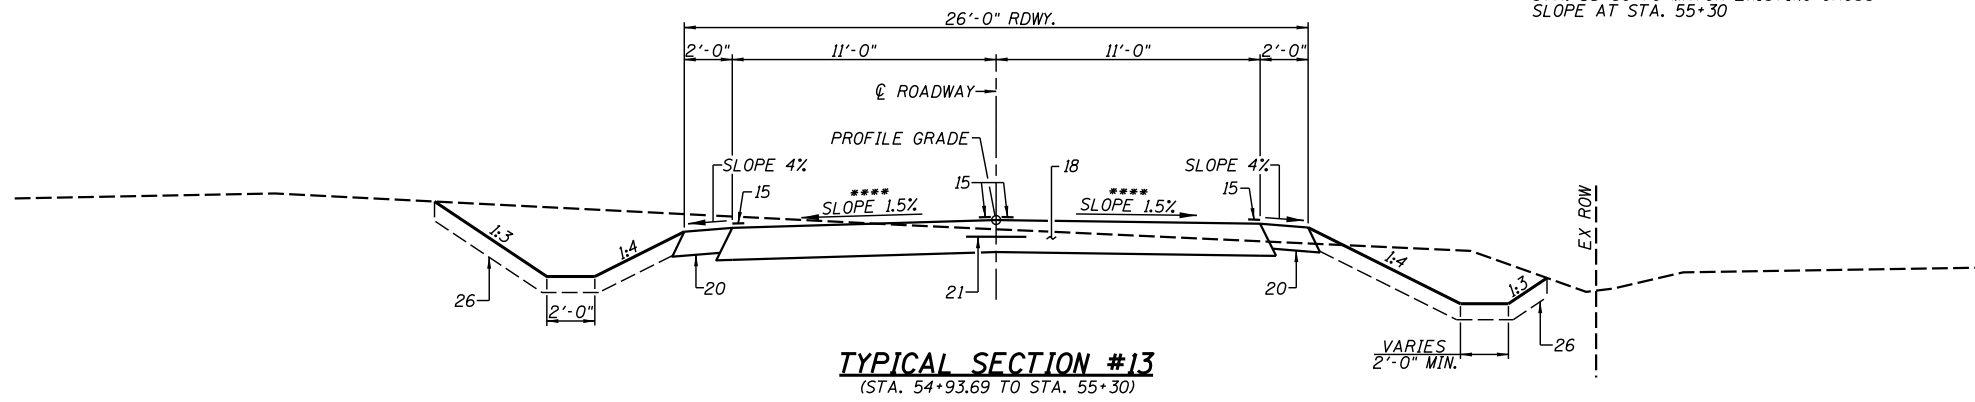 SLOPE AT STA. 55+30
26'-0" RDWY.
2'-0"
11'-0"
11'-0"
2'-0"
℄ ROADWAY
PROFILE GRADE
18
SLOPE 4%
SLOPE 4%
15
15
15
****
SLOPE 1.5%
****
SLOPE 1.5%
EX ROW
1:3
1:4
1:4
1:3
26
20
21
20
26
2'-0"
VARIES
2'-0" MIN.
TYPICAL SECTION #13
(STA. 54+93.69 TO STA. 55+30)